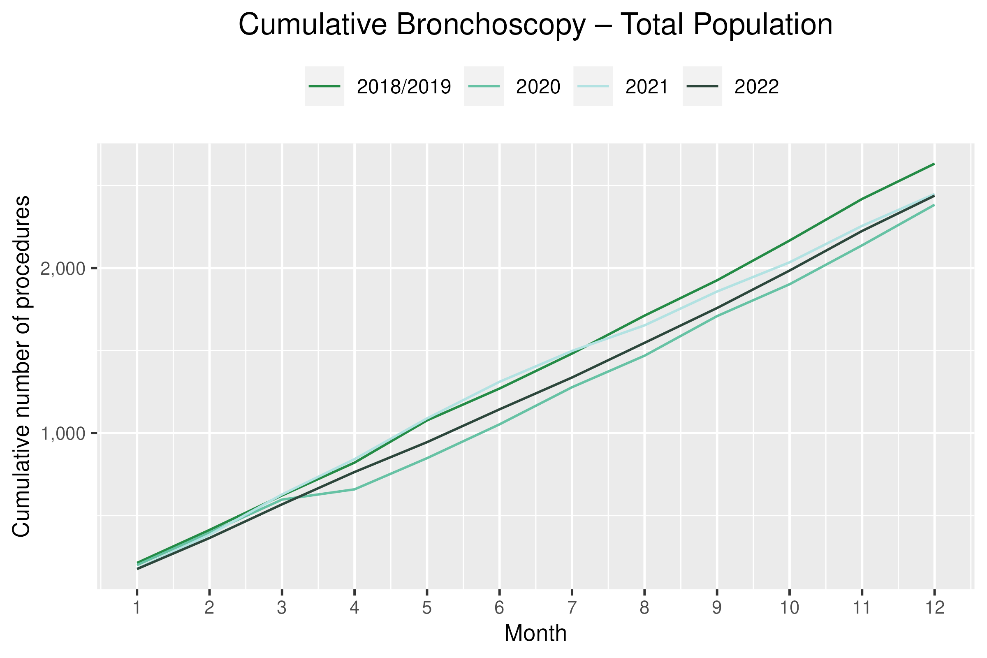 Cumulative Bronchoscopy – Total Population
2018/2019 2020 2021 2022
Cumulative number of procedures
2,000
1,000
1 2 3 4 5 6 7 8 9 10 11 12
Month